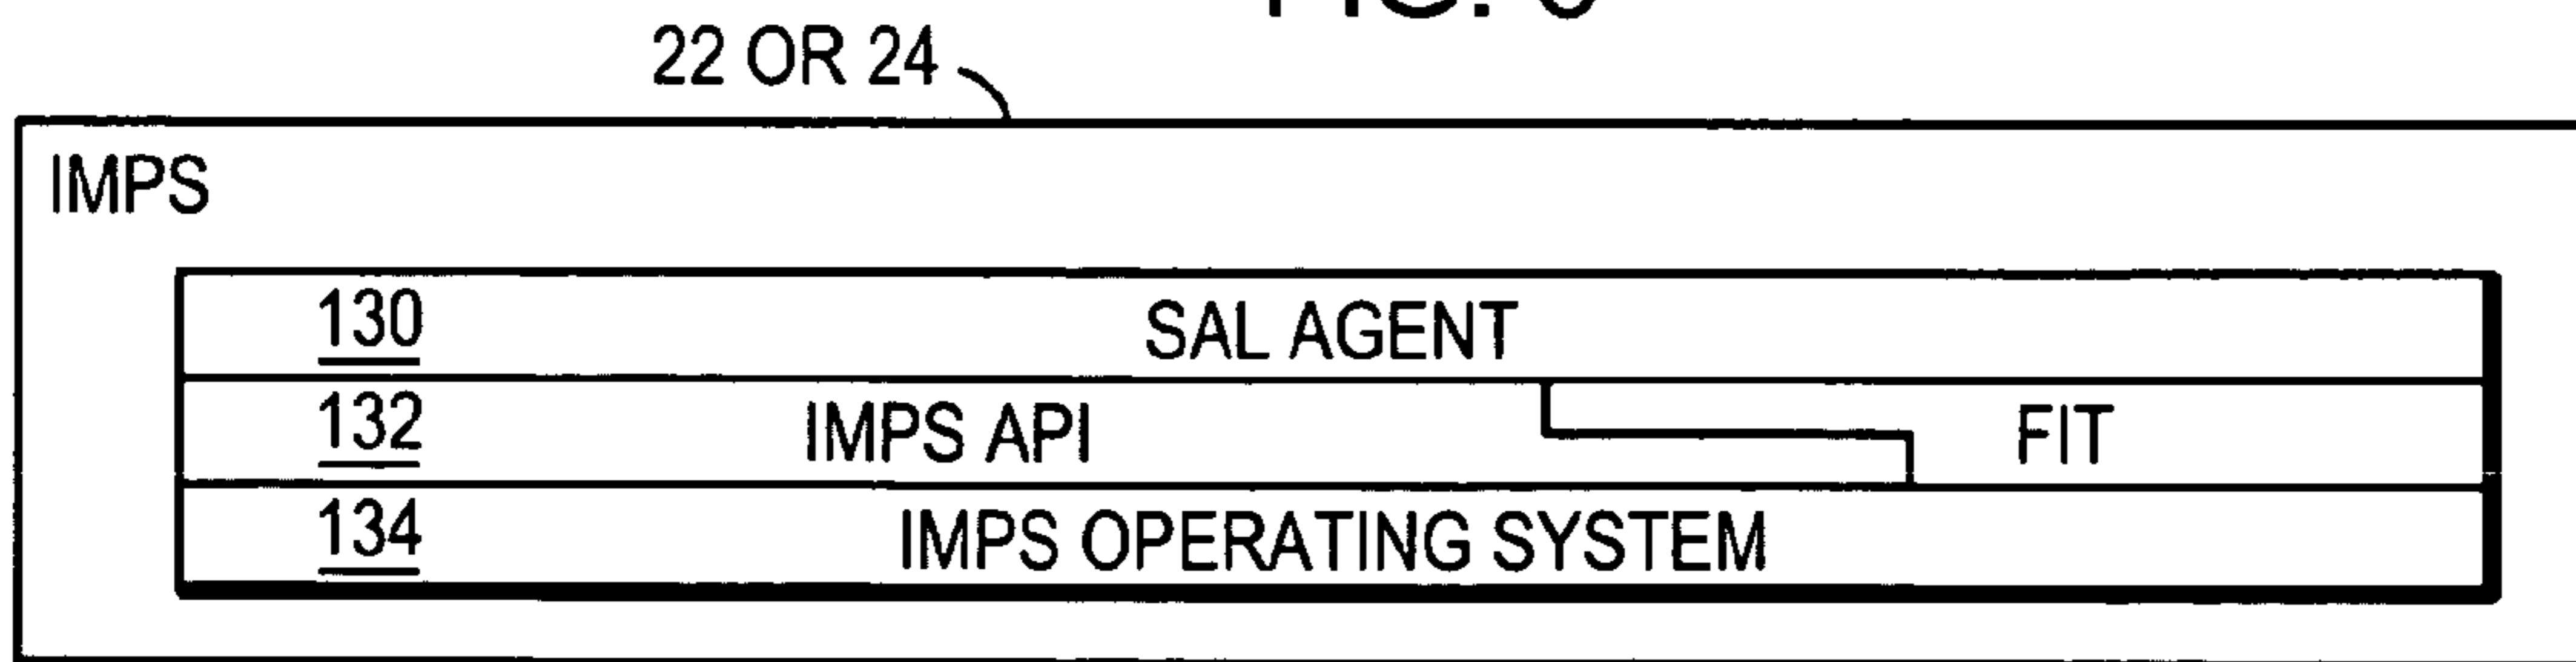 22 OR 24
IMPS
130 SAL AGENT
132 IMPS API FIT
134 IMPS OPERATING SYSTEM